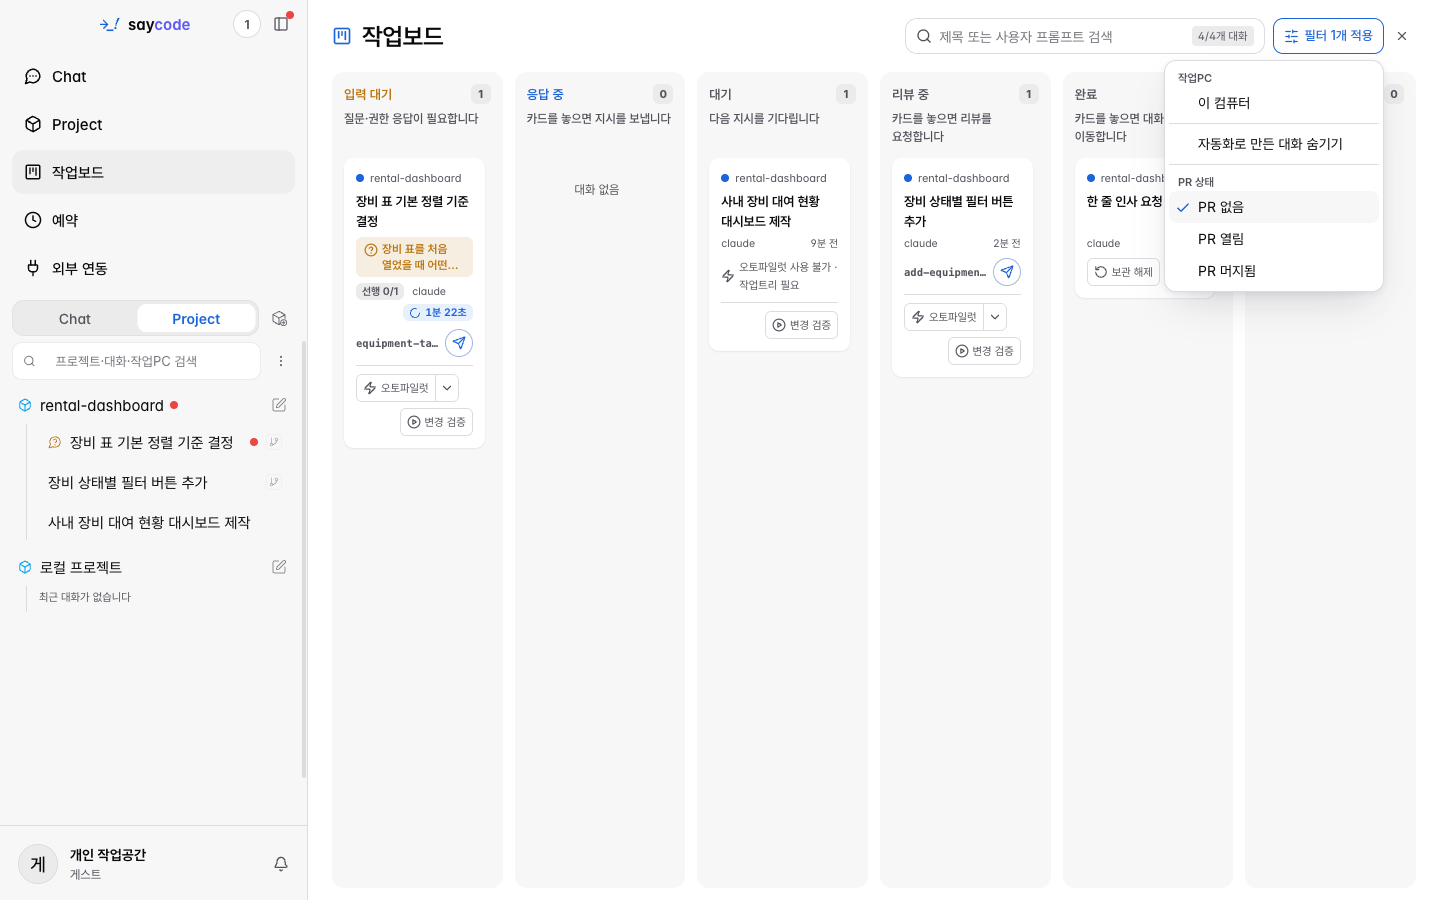 saycode
1
Chat
Project
작업보드
예약
외부 연동
Chat
Project
프로젝트·대화·작업PC 검색
rental-dashboard
장비 표 기본 정렬 기준 결정
장비 상태별 필터 버튼 추가
사내 장비 대여 현황 대시보드 제작
로컬 프로젝트
최근 대화가 없습니다
게
개인 작업공간
게스트
작업보드
제목 또는 사용자 프롬프트 검색
4/4개 대화
필터 1개 적용
입력 대기
1
질문·권한 응답이 필요합니다
rental-dashboard
장비 표 기본 정렬 기준
결정
장비 표를 처음
열었을 때 어떤...
선행 0/1
claude
1분 22초
equipment-ta…
오토파일럿
변경 검증
응답 중
0
카드를 놓으면 지시를 보냅니다
대화 없음
대기
1
다음 지시를 기다립니다
rental-dashboard
사내 장비 대여 현황
대시보드 제작
claude
9분 전
오토파일럿 사용 불가 ·
작업트리 필요
변경 검증
리뷰 중
1
카드를 놓으면 리뷰를
요청합니다
rental-dashboard
장비 상태별 필터 버튼
추가
claude
2분 전
add-equipmen…
오토파일럿
변경 검증
완료
카드를 놓으면 대화
이동합니다
rental-dashb
한 줄 인사 요청
claude
보관 해제
0
작업PC
이 컴퓨터
자동화로 만든 대화 숨기기
PR 상태
PR 없음
PR 열림
PR 머지됨